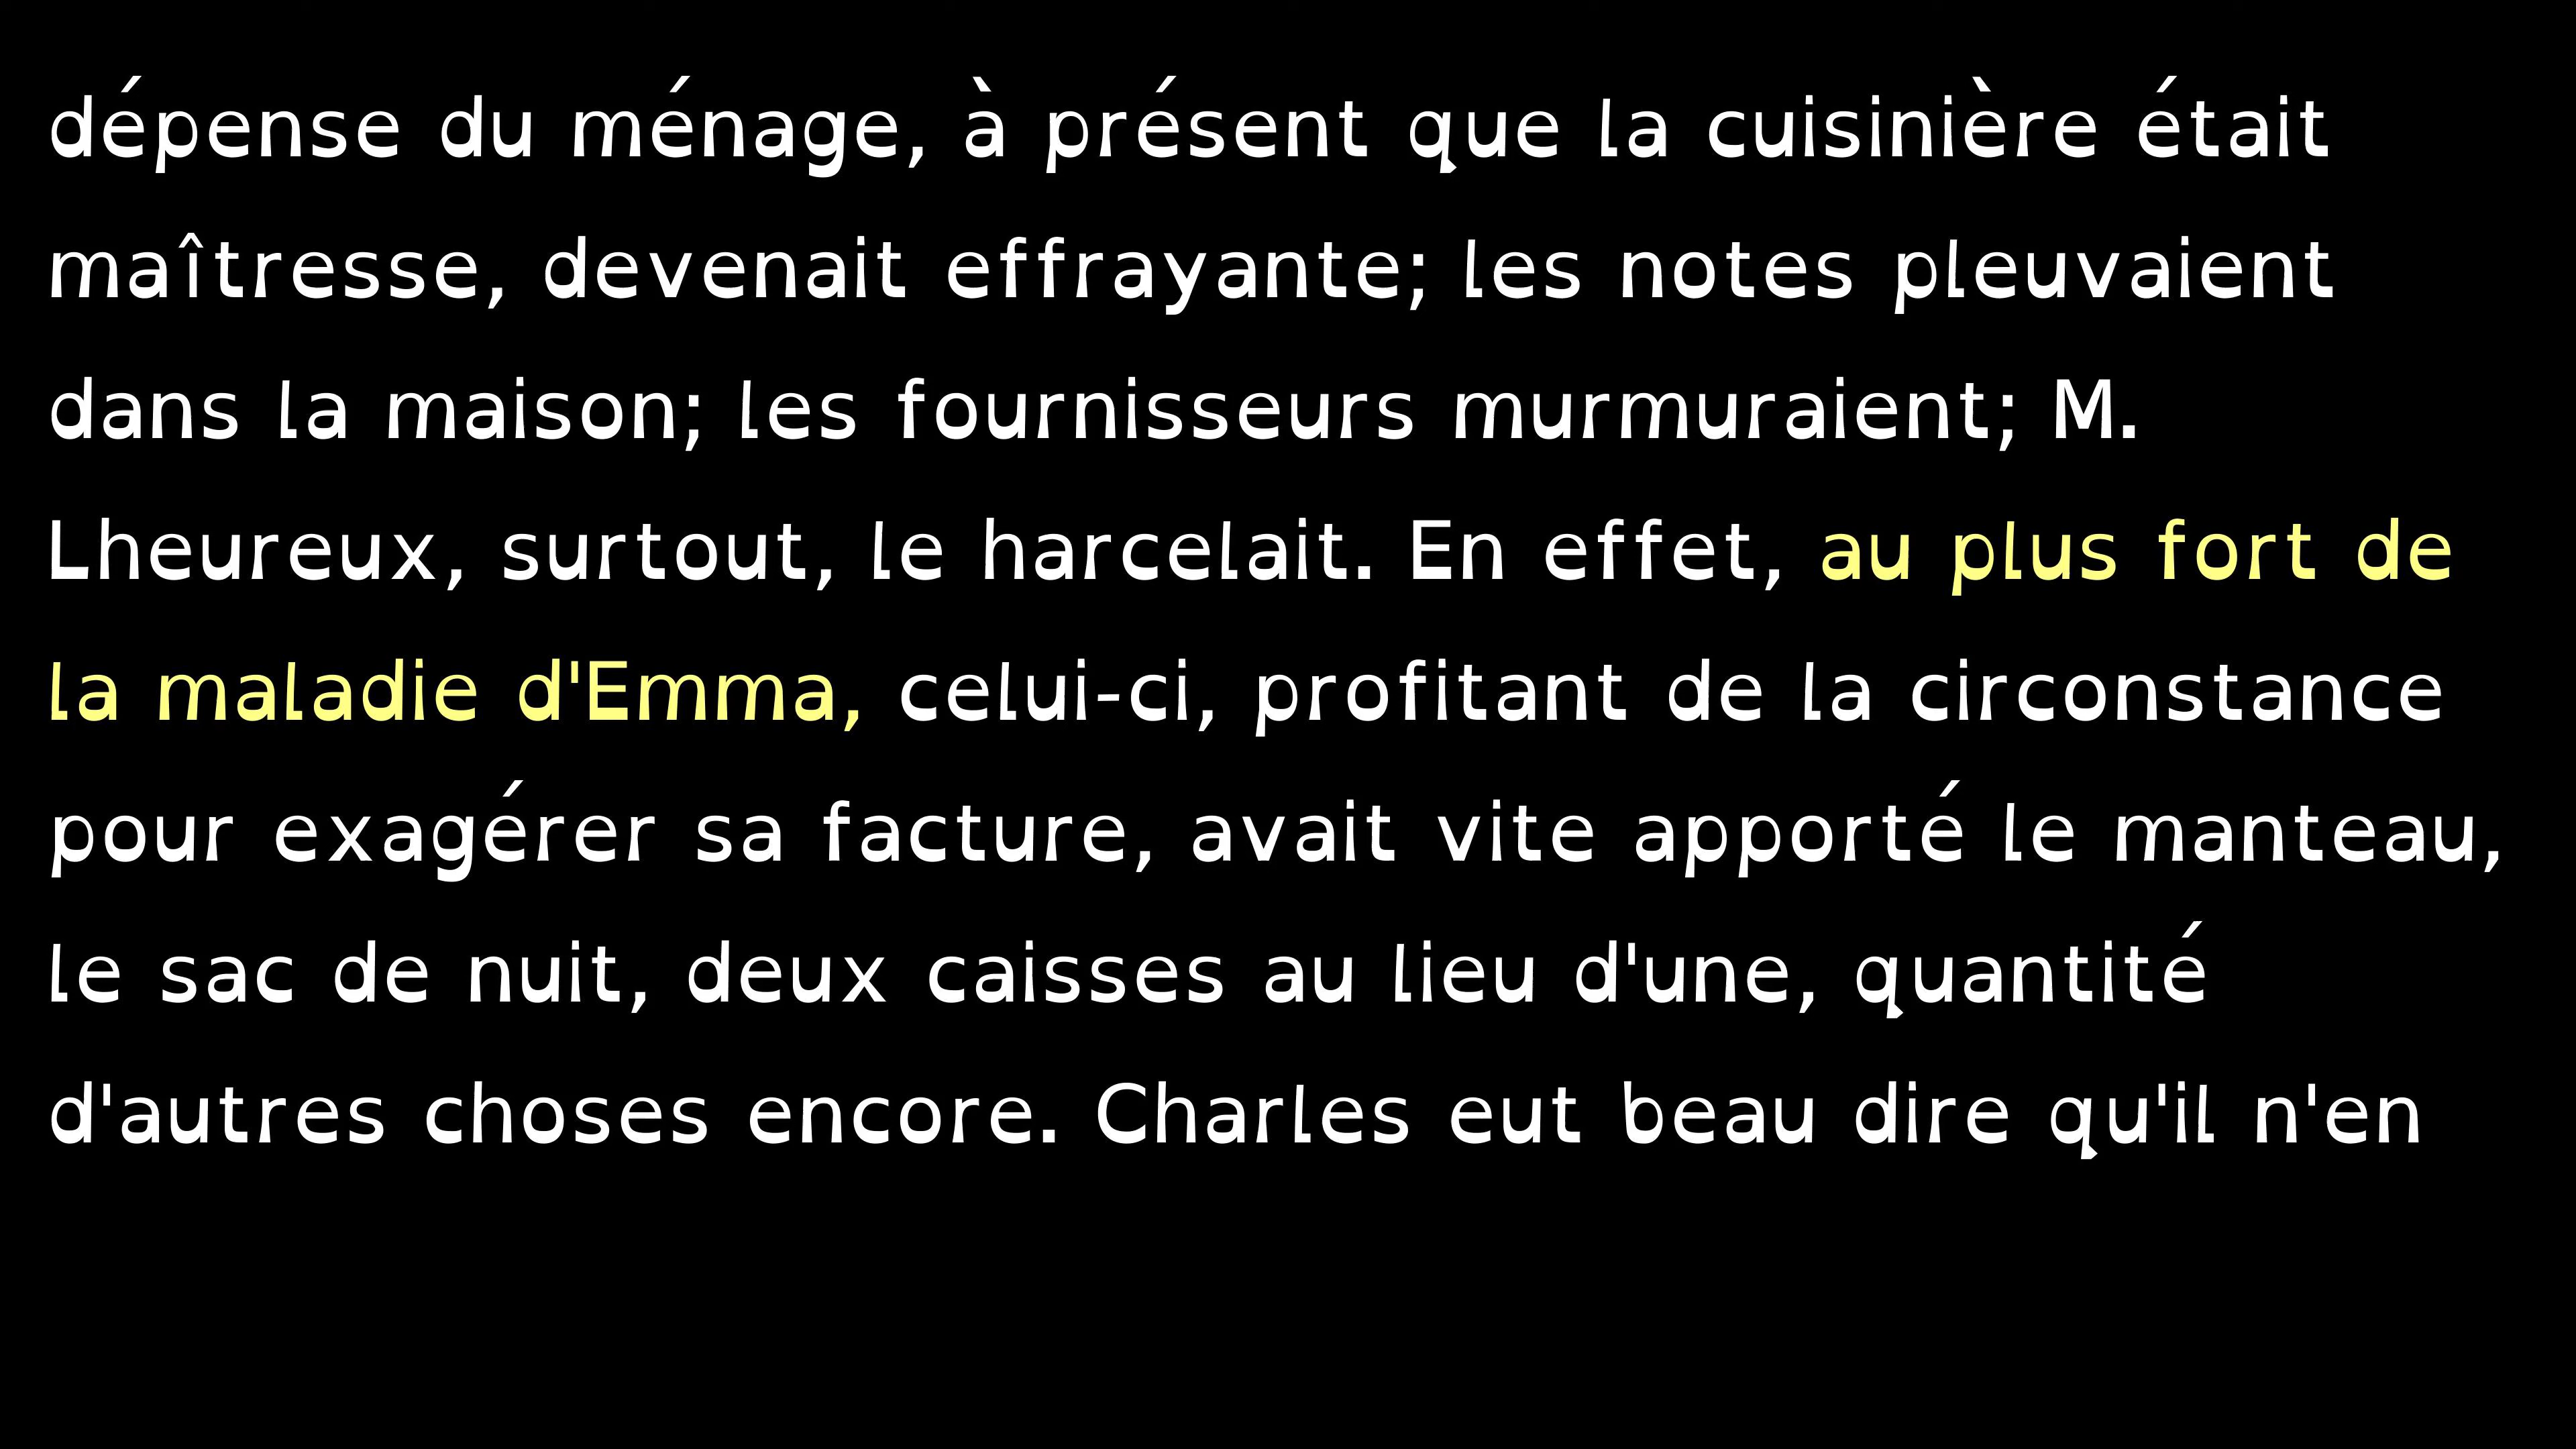 dépense du ménage, à présent que la cuisinière était
maîtresse, devenait effrayante; les notes pleuvaient
dans la maison; les fournisseurs murmuraient; M.
Lheureux, surtout, le harcelait. En effet, au plus fort de
la maladie d'Emma, celui-ci, profitant de la circonstance
pour exagérer sa facture, avait vite apporté le manteau,
le sac de nuit, deux caisses au lieu d'une, quantité
d'autres choses encore. Charles eut beau dire qu'il n'en